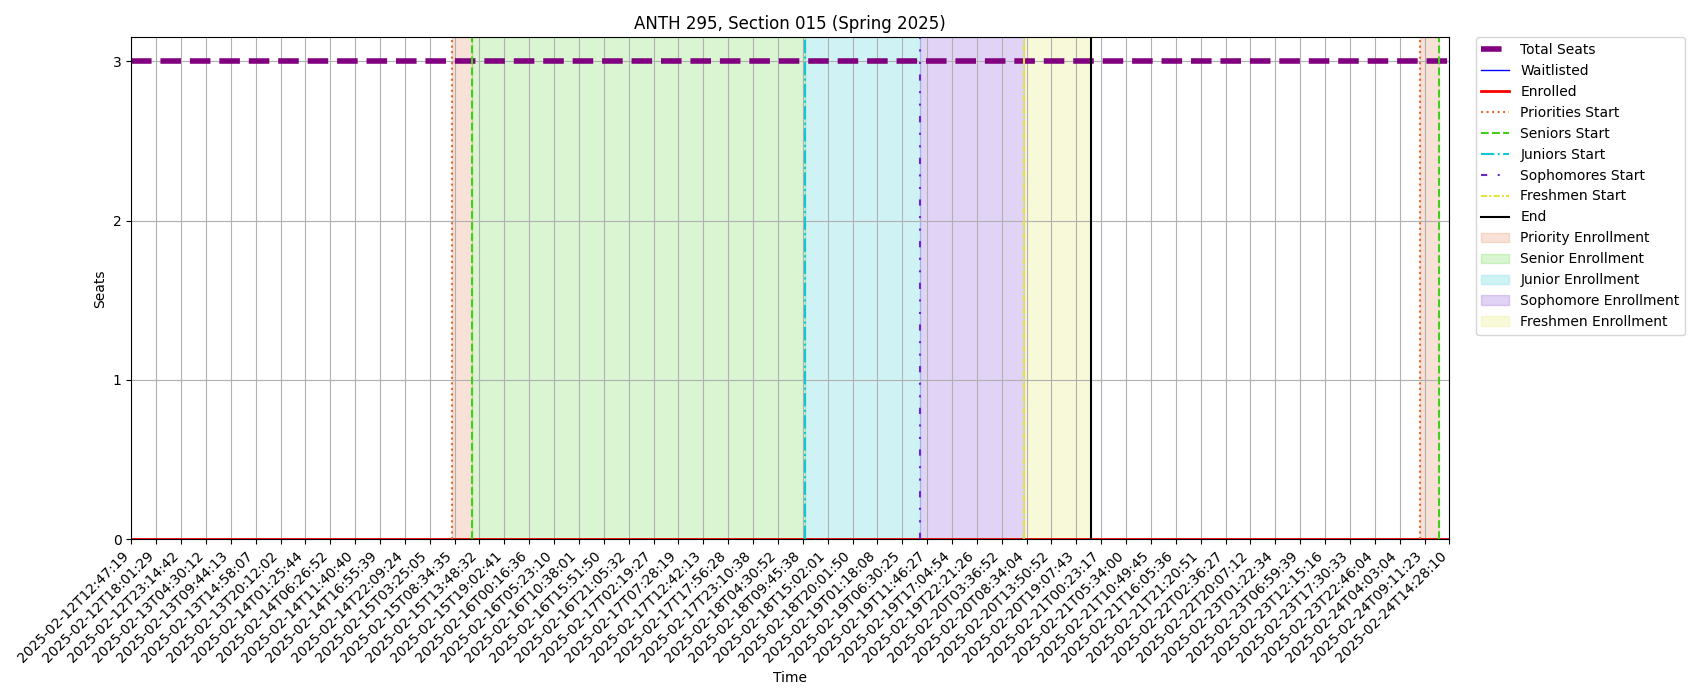 ANTH 295, Section 015 (Spring 2025)
3
2
1
0
Seats
Total Seats
Waitlisted
Enrolled
Priorities Start
Seniors Start
Juniors Start
Sophomores Start
Freshmen Start
End
Priority Enrollment
Senior Enrollment
Junior Enrollment
Sophomore Enrollment
Freshmen Enrollment
2025-02-12T12:47:19
2025-02-12T18:01:29
2025-02-12T23:14:42
2025-02-13T04:30:12
2025-02-13T09:44:13
2025-02-13T14:58:07
2025-02-13T20:12:02
2025-02-14T01:25:44
2025-02-14T06:26:52
2025-02-14T11:40:40
2025-02-14T16:55:39
2025-02-14T22:09:24
2025-02-15T03:25:05
2025-02-15T08:34:35
2025-02-15T13:48:32
2025-02-15T19:02:41
2025-02-16T00:16:36
2025-02-16T05:23:10
2025-02-16T10:38:01
2025-02-16T15:51:50
2025-02-16T21:05:32
2025-02-17T02:19:27
2025-02-17T07:28:19
2025-02-17T12:42:13
2025-02-17T17:56:28
2025-02-17T23:10:38
2025-02-18T04:30:52
2025-02-18T09:45:38
2025-02-18T15:02:01
2025-02-18T20:01:50
2025-02-19T01:18:08
2025-02-19T06:30:25
2025-02-19T11:46:27
2025-02-19T17:04:54
2025-02-19T22:21:26
2025-02-20T03:36:52
2025-02-20T08:34:04
2025-02-20T13:50:52
2025-02-20T19:07:43
2025-02-21T00:23:17
2025-02-21T05:34:00
2025-02-21T10:49:45
2025-02-21T16:05:36
2025-02-21T21:20:51
2025-02-22T02:36:27
2025-02-22T20:07:12
2025-02-23T01:22:34
2025-02-23T06:59:39
2025-02-23T12:15:16
2025-02-23T17:30:33
2025-02-23T22:46:04
2025-02-24T04:03:04
2025-02-24T09:11:23
2025-02-24T14:28:10
Time